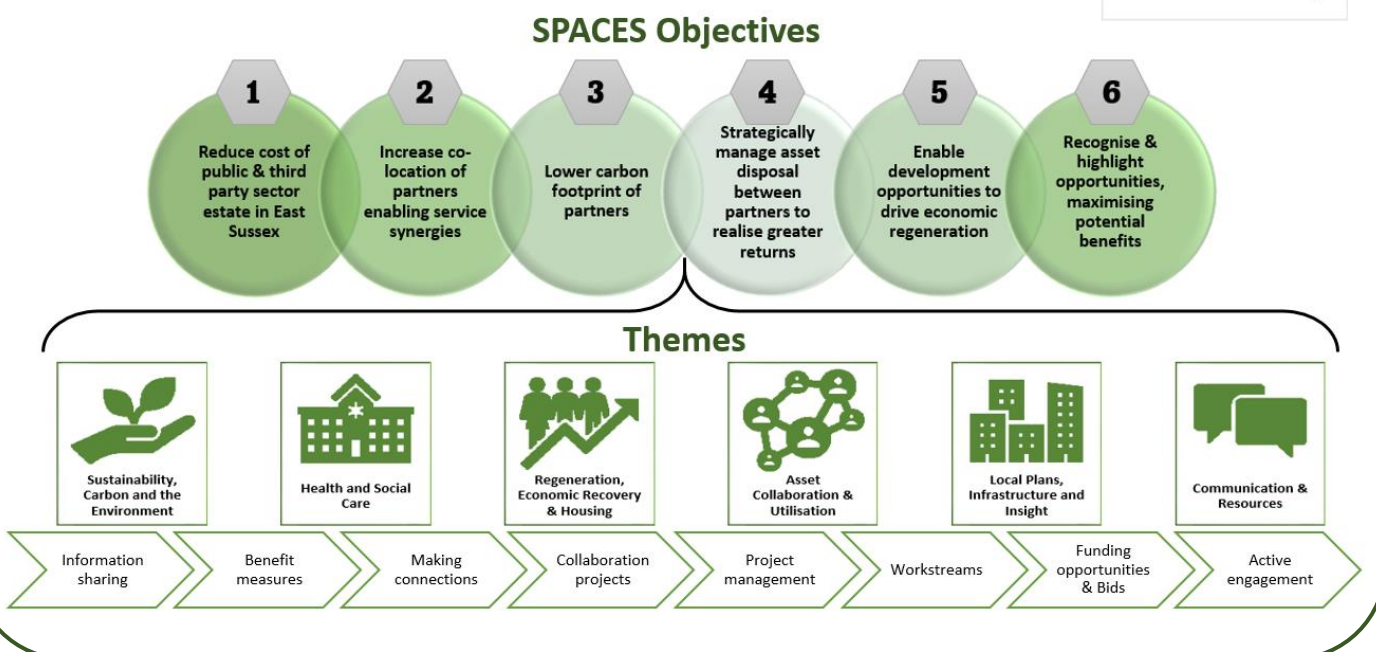 SPACES Objectives
1
Reduce cost of
public & third
party sector
estate in East
Sussex
2
Increase co-
location of
partners
enabling service
synergies
3
Lower carbon
footprint of
partners
4
Strategically
manage asset
disposal
between
partners to
realise greater
returns
5
Enable
development
opportunities to
drive economic
regeneration
6
Recognise &
highlight
opportunities,
maximising
potential
benefits
Themes
Sustainability,
Carbon and the
Environment
Health and Social
Care
Regeneration,
Economic Recovery
& Housing
Asset
Collaboration &
Utilisation
Local Plans,
Infrastructure and
Insight
Communication &
Resources
Information
sharing
Benefit
measures
Making
connections
Collaboration
projects
Project
management
Workstreams
Funding
opportunities
& Bids
Active
engagement